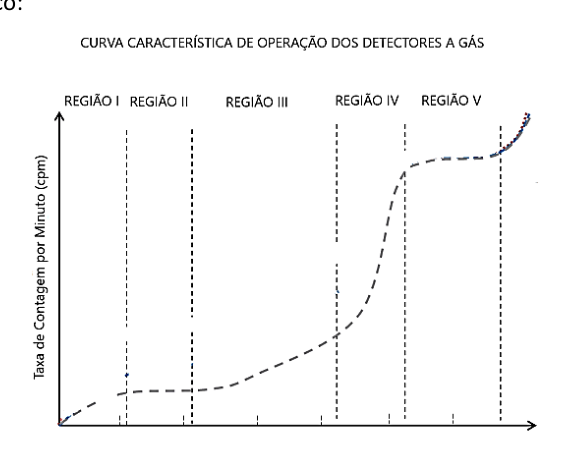 CURVA CARACTERÍSTICA DE OPERAÇÃO DOS DETECTORES A GÁS
REGIÃO I REGIÃO II REGIÃO III REGIÃO IV REGIÃO V
Taxa de Contagem por Minuto (cpm)